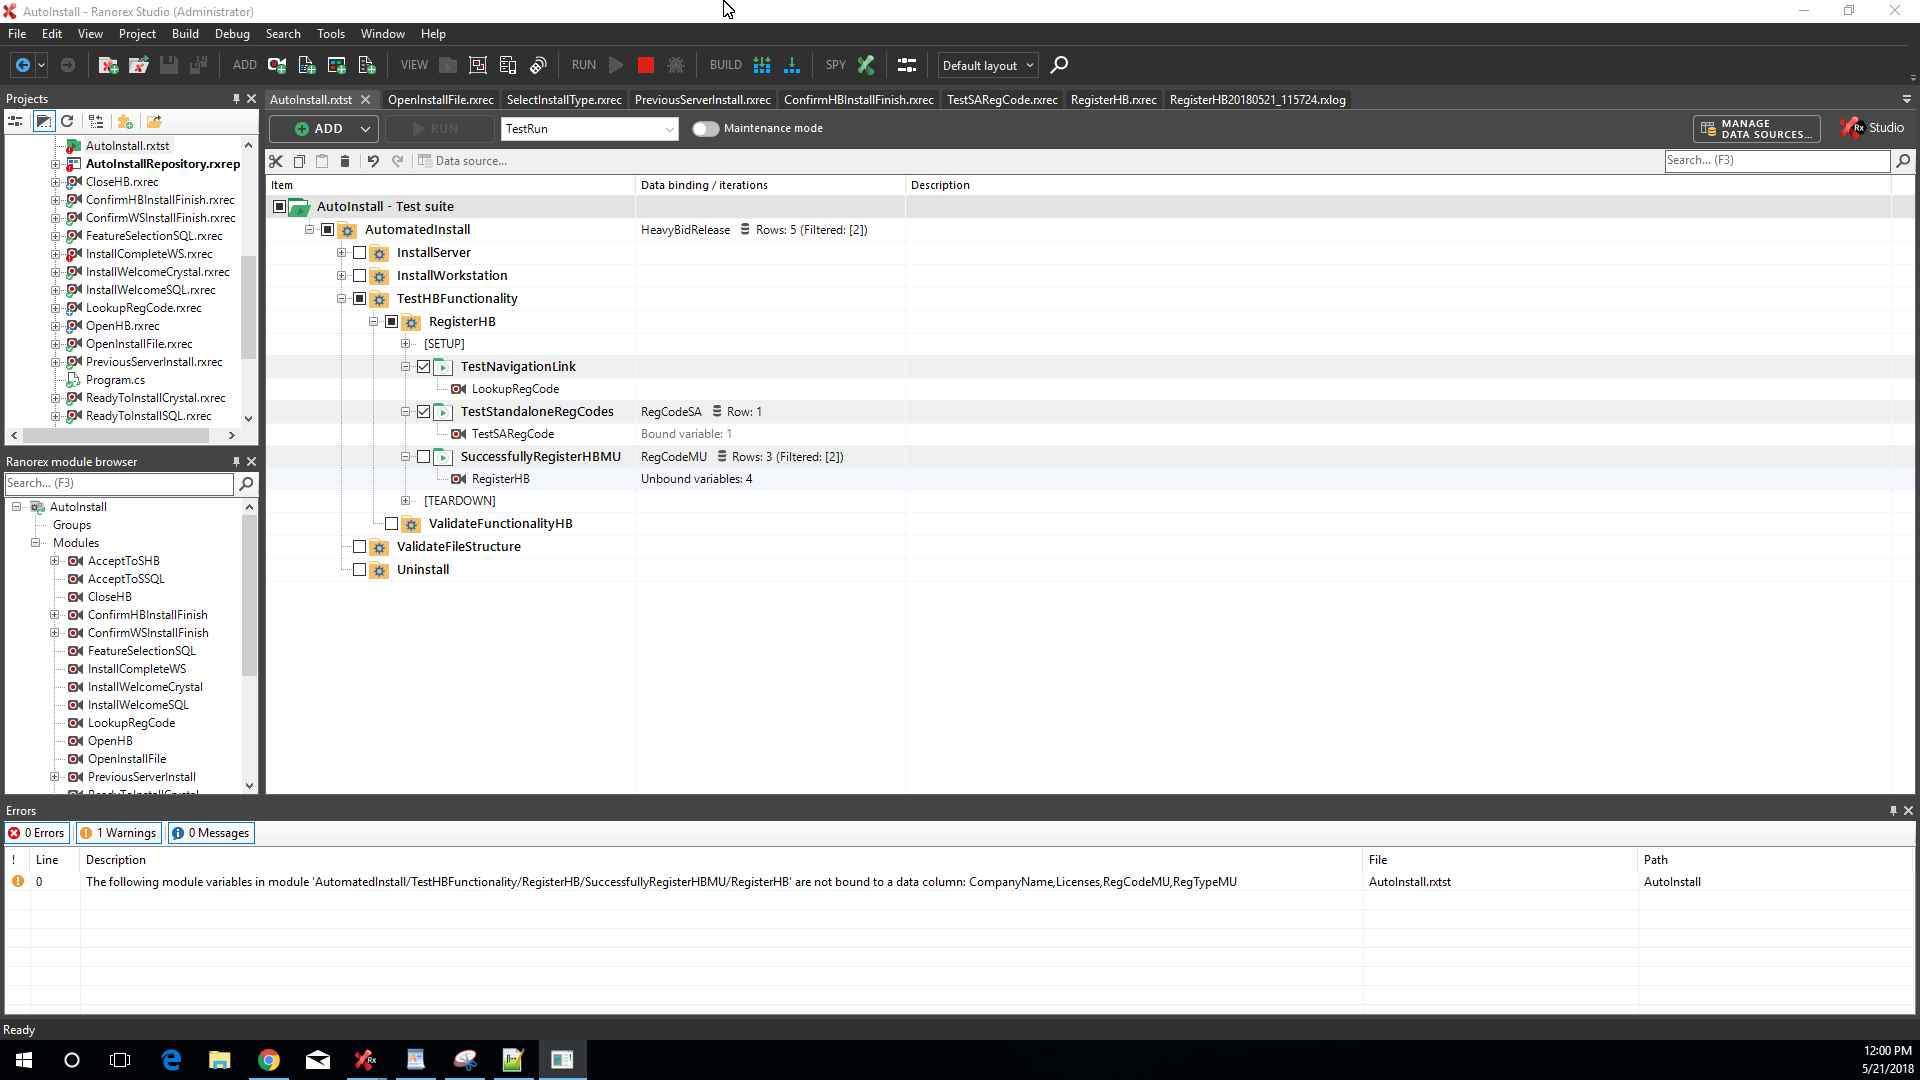 AutoInstall - Ranorex Studio (Administrator)
File Edit View Project Build Debug Search Tools Window Help
ADD VIEW RUN BUILD SPY Default layout
Projects
AutoInstall.rxtst
AutoInstallRepository.rxrep
CloseHB.rxrec
ConfirmHBInstallFinish.rxrec
ConfirmWSInstallFinish.rxrec
FeatureSelectionSQL.rxrec
InstallCompleteWS.rxrec
InstallWelcomeCrystal.rxrec
InstallWelcomeSQL.rxrec
LookupRegCode.rxrec
OpenHB.rxrec
OpenInstallFile.rxrec
PreviousServerInstall.rxrec
Program.cs
ReadyToInstallCrystal.rxrec
ReadyToInstallSQL.rxrec
Ranorex module browser
Search... (F3)
AutoInstall
Groups
Modules
AcceptToSHB
AcceptToSSQL
CloseHB
ConfirmHBInstallFinish
ConfirmWSInstallFinish
FeatureSelectionSQL
InstallCompleteWS
InstallWelcomeCrystal
InstallWelcomeSQL
LookupRegCode
OpenHB
OpenInstallFile
PreviousServerInstall
ReadyToInstallCrystal
AutoInstall.rxtst OpenInstallFile.rxrec SelectInstallType.rxrec PreviousServerInstall.rxrec ConfirmHBInstallFinish.rxrec TestSARegCode.rxrec RegisterHB.rxrec RegisterHB20180521_115724.rxlog
ADD RUN TestRun Maintenance mode MANAGE DATA SOURCES... Rx Studio
Data source... Search... (F3)
Item Data binding / iterations Description
AutoInstall - Test suite
AutomatedInstall HeavyBidRelease Rows: 5 (Filtered: [2])
InstallServer
InstallWorkstation
TestHBFunctionality
RegisterHB
[SETUP]
TestNavigationLink
LookupRegCode
TestStandaloneRegCodes RegCodeSA Row: 1
TestSARegCode Bound variable: 1
SuccessfullyRegisterHBMU RegCodeMU Rows: 3 (Filtered: [2])
RegisterHB Unbound variables: 4
[TEARDOWN]
ValidateFunctionalityHB
ValidateFileStructure
Uninstall
Errors
0 Errors 1 Warnings 0 Messages
! Line Description File Path
0 The following module variables in module 'AutomatedInstall/TestHBFunctionality/RegisterHB/SuccessfullyRegisterHBMU/RegisterHB' are not bound to a data column: CompanyName,Licenses,RegCodeMU,RegTypeMU AutoInstall.rxtst AutoInstall
Ready
12:00 PM
5/21/2018